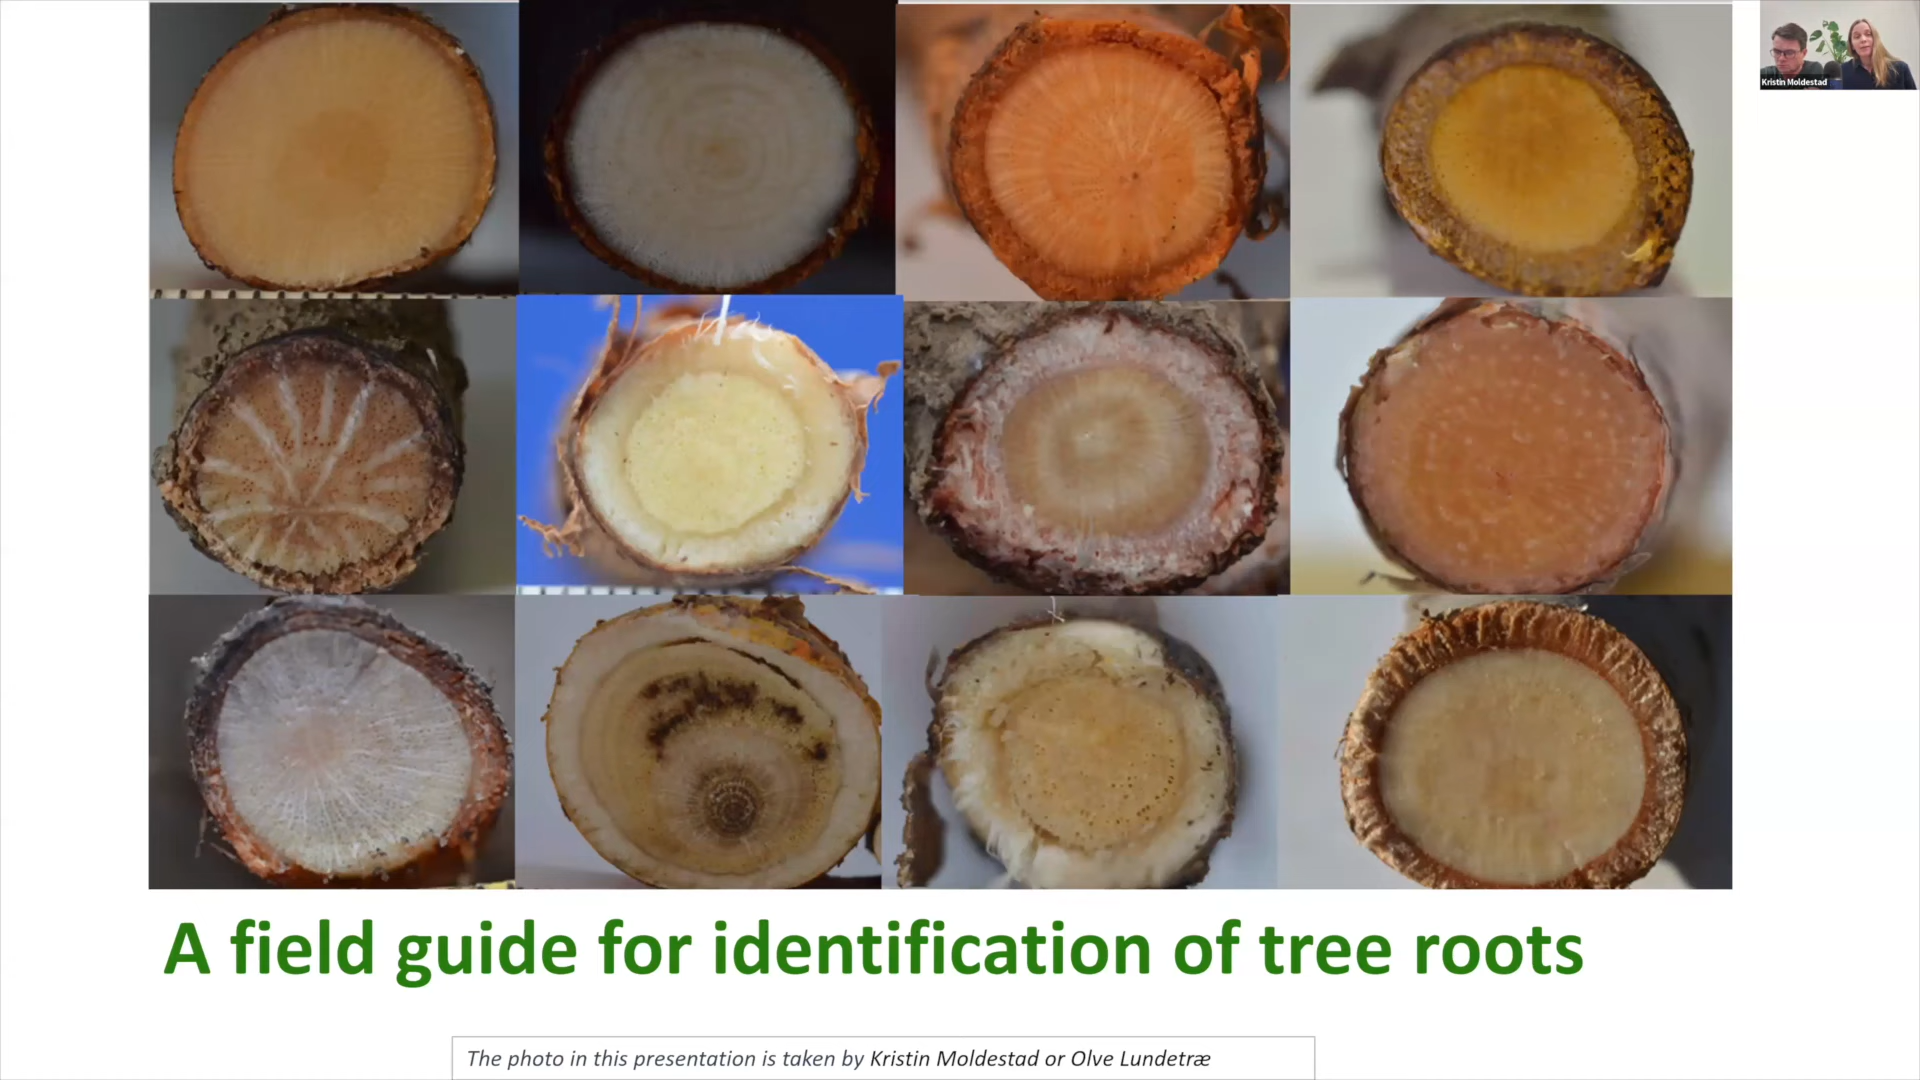 Kristin Moldestad
A field guide for identification of tree roots
The photo in this presentation is taken by Kristin Moldestad or Olve Lundetræ